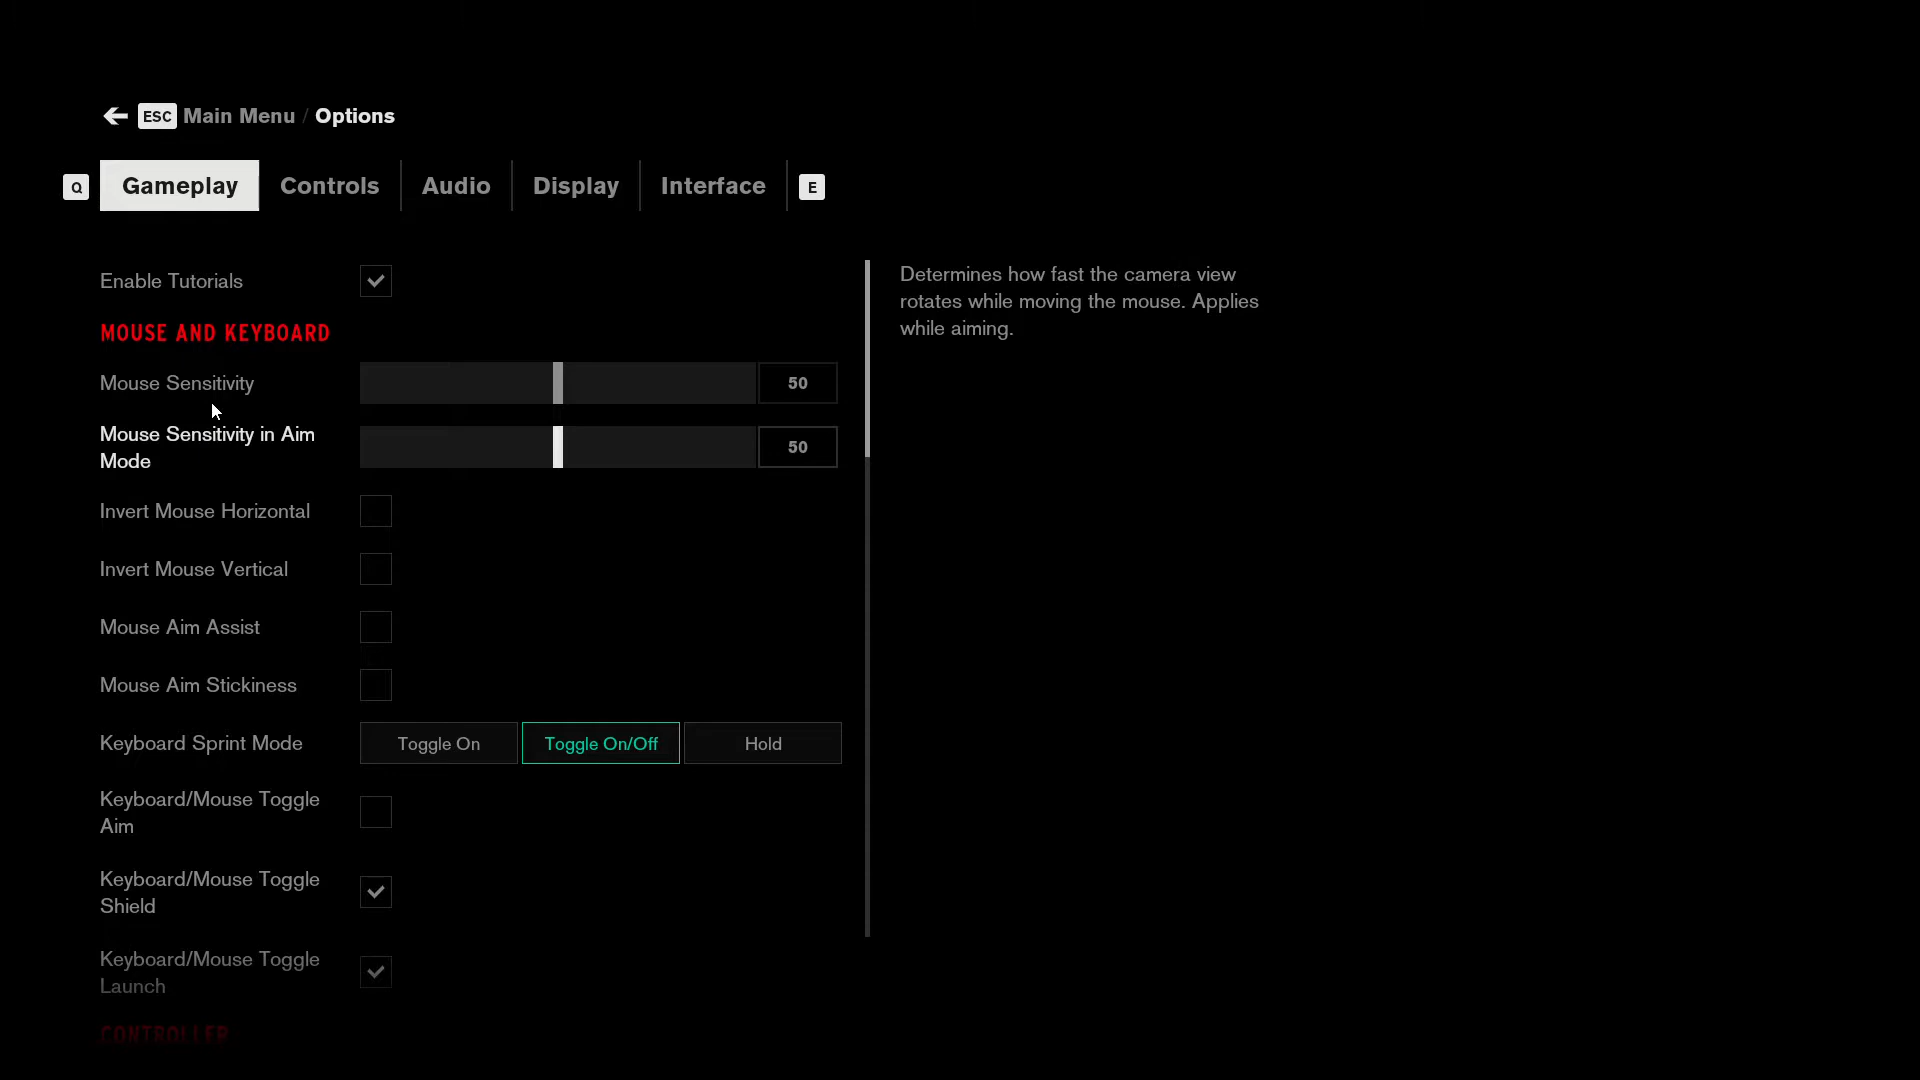 ESC Main Menu / Options
Q Gameplay Controls Audio Display Interface E
Enable Tutorials
MOUSE AND KEYBOARD
Mouse Sensitivity 50
Mouse Sensitivity in Aim
Mode 50
Invert Mouse Horizontal
Invert Mouse Vertical
Mouse Aim Assist
Mouse Aim Stickiness
Keyboard Sprint Mode Toggle On Toggle On/Off Hold
Keyboard/Mouse Toggle
Aim
Keyboard/Mouse Toggle
Shield
Keyboard/Mouse Toggle
Launch
CONTROLLER
Determines how fast the camera view
rotates while moving the mouse. Applies
while aiming.